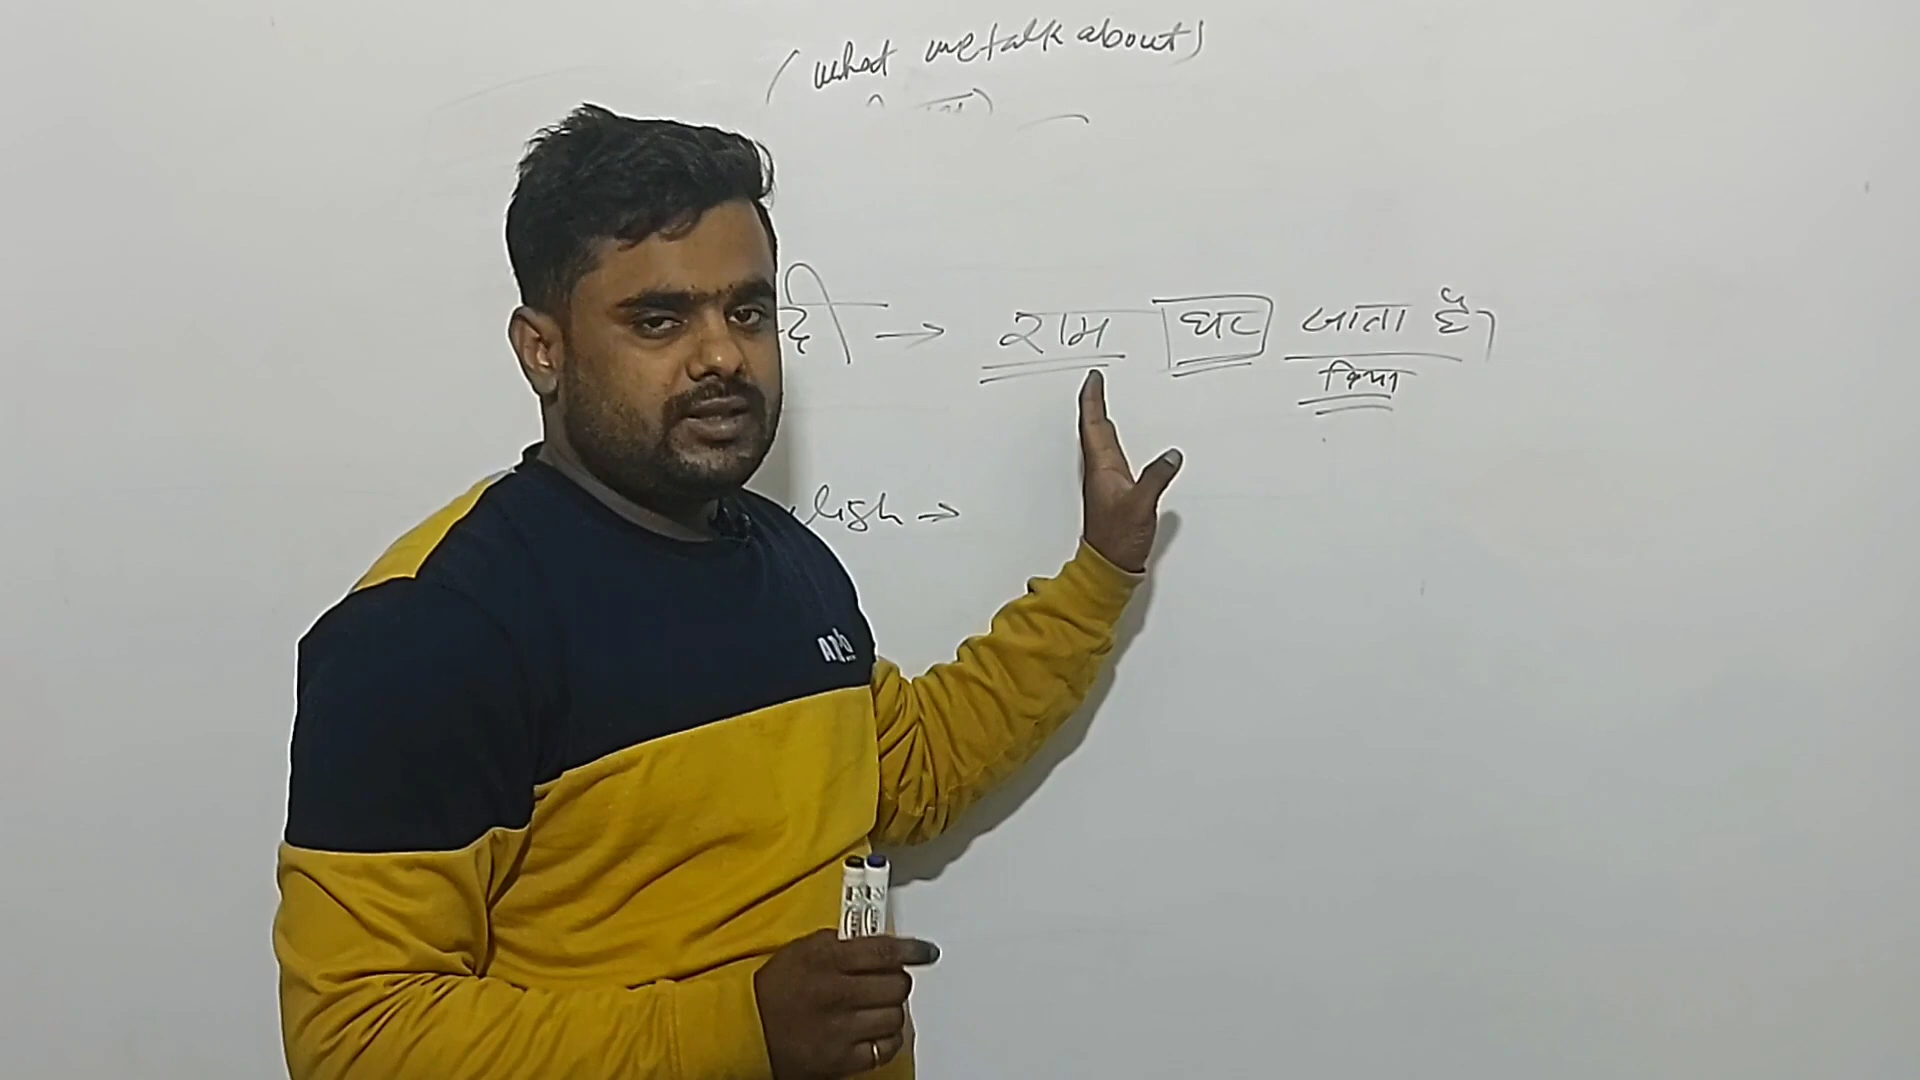 (what we talk about)
दी → राम घर जाता है।
क्रिया
lish →